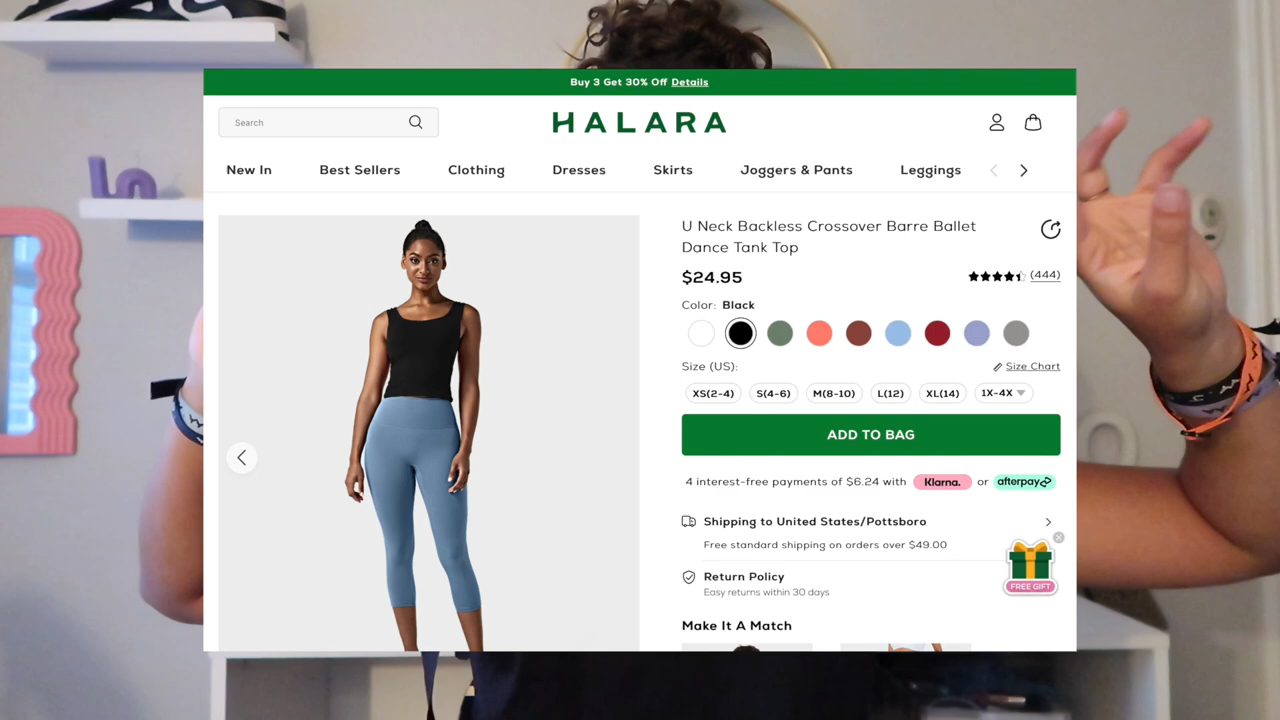 Buy 3 Get 30% Off Details
Search
HALARA
New In Best Sellers Clothing Dresses Skirts Joggers & Pants Leggings
U Neck Backless Crossover Barre Ballet
Dance Tank Top
$24.95
(444)
Color: Black
Size (US):
Size Chart
XS(2-4) S(4-6) M(8-10) L(12) XL(14) 1X-4X
ADD TO BAG
4 interest-free payments of $6.24 with Klarna. or afterpay
Shipping to United States/Pottsboro
Free standard shipping on orders over $49.00
FREE GIFT
Return Policy
Easy returns within 30 days
Make It A Match